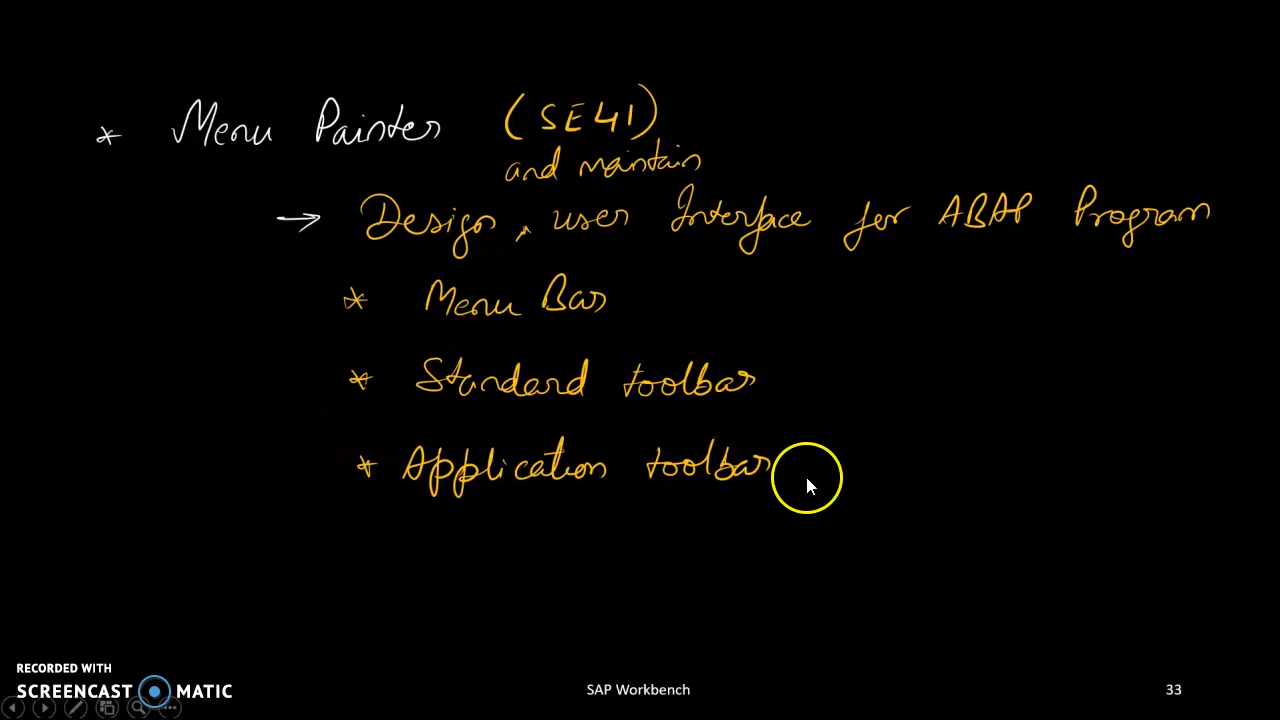 * Menu Painter (SE41)
and maintain
→ Design ^ user Interface for ABAP Program
* Menu Bar
* Standard toolbar
* Application toolbar
RECORDED WITH
SCREENCAST MATIC
SAP Workbench
33